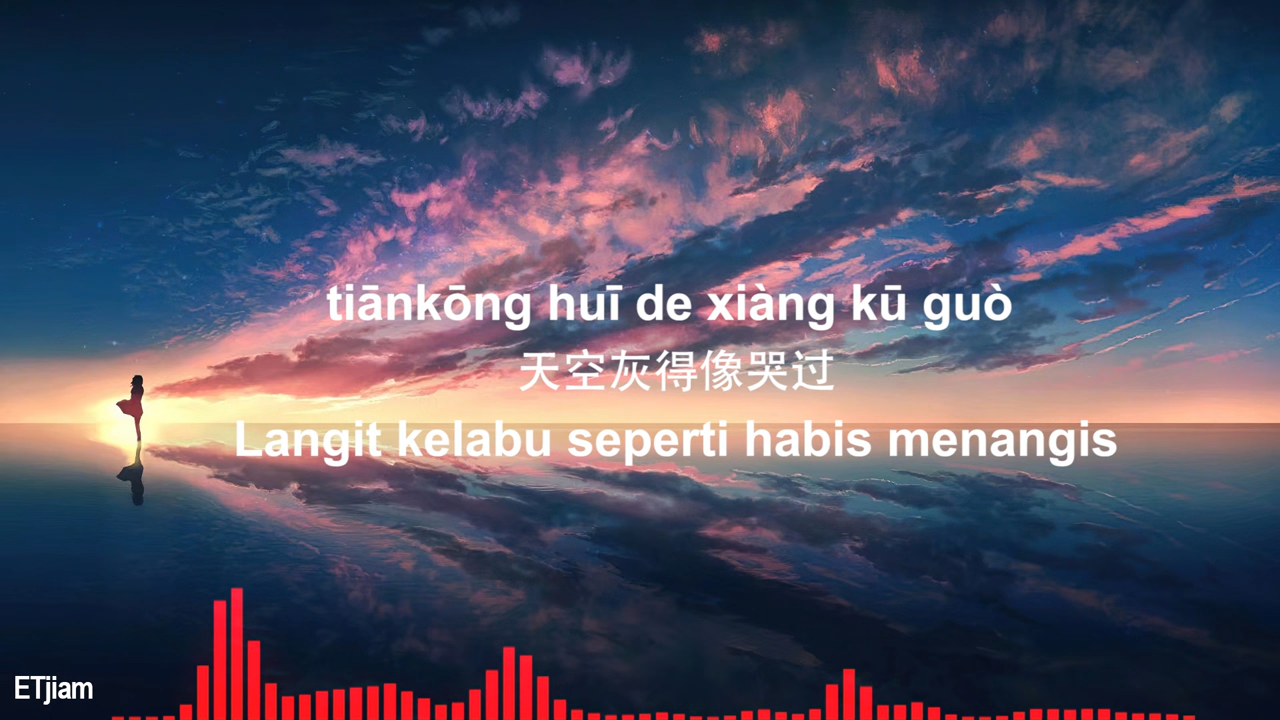 tiānkōng huī de xiàng kū guò
天空灰得像哭过
Langit kelabu seperti habis menangis
ETjiam